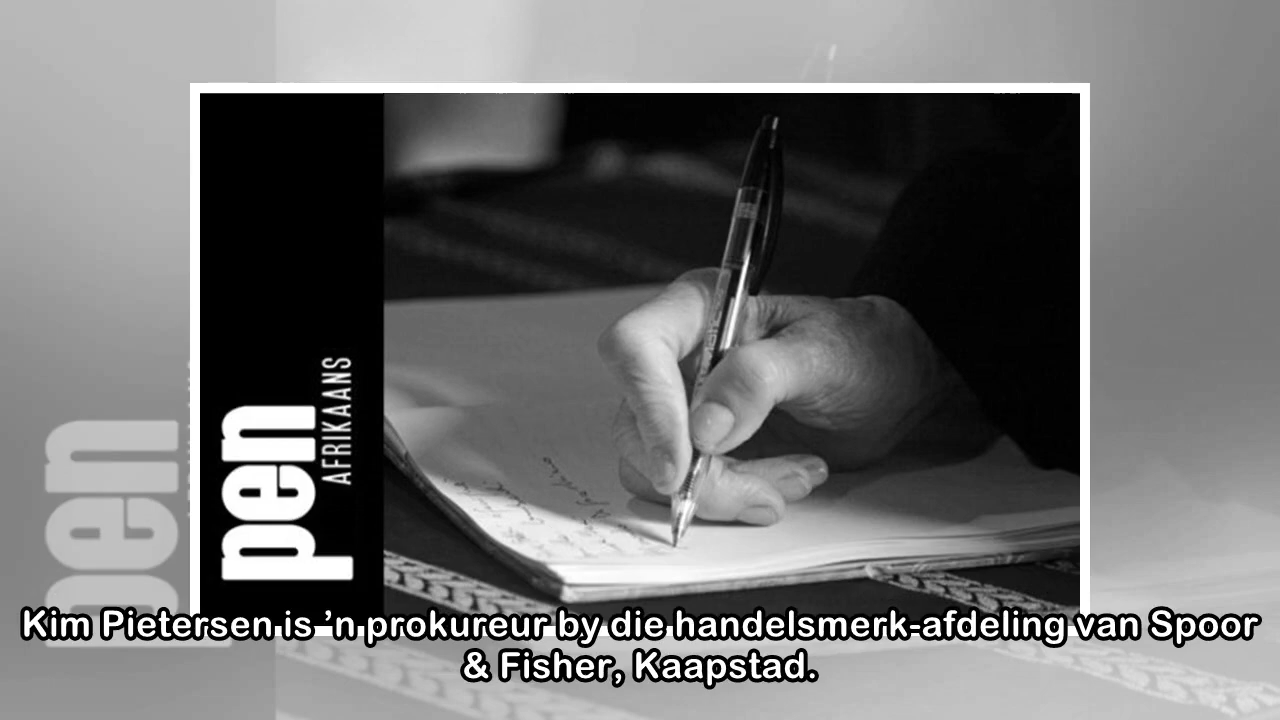 pen
AFRIKAANS
Kim Pietersen is ’n prokureur by die handelsmerk-afdeling van Spoor
& Fisher, Kaapstad.